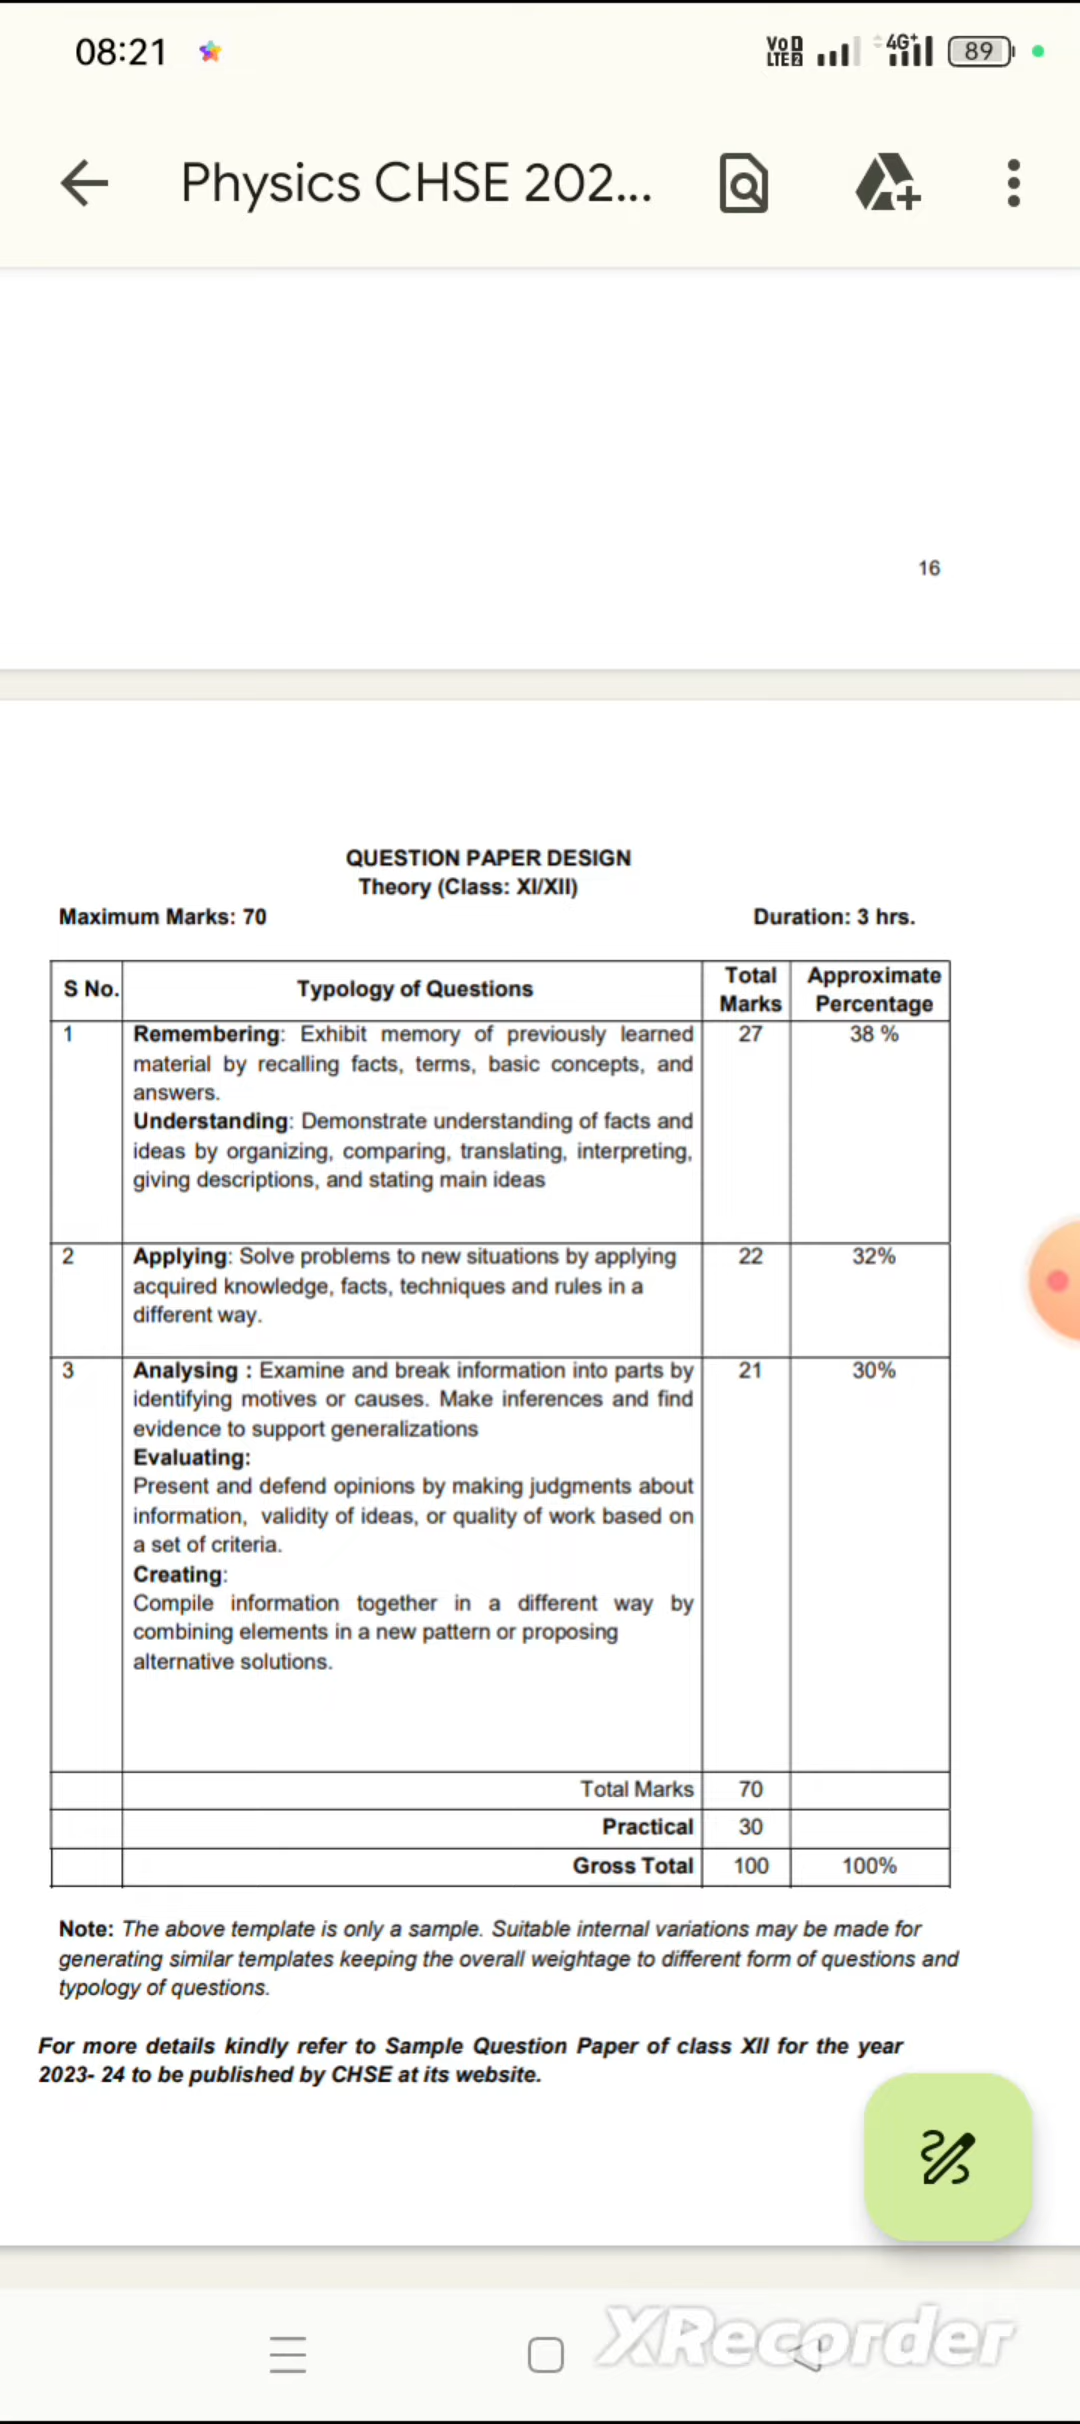 08:21
VoD LTE2 4G+ 89
Physics CHSE 202...
16
QUESTION PAPER DESIGN
Theory (Class: XI/XII)
Maximum Marks: 70 Duration: 3 hrs.
S No. Typology of Questions Total Marks Approximate Percentage
1 Remembering: Exhibit memory of previously learned 27 38 %
material by recalling facts, terms, basic concepts, and
answers.
Understanding: Demonstrate understanding of facts and
ideas by organizing, comparing, translating, interpreting,
giving descriptions, and stating main ideas
2 Applying: Solve problems to new situations by applying 22 32%
acquired knowledge, facts, techniques and rules in a
different way.
3 Analysing : Examine and break information into parts by 21 30%
identifying motives or causes. Make inferences and find
evidence to support generalizations
Evaluating:
Present and defend opinions by making judgments about
information, validity of ideas, or quality of work based on
a set of criteria.
Creating:
Compile information together in a different way by
combining elements in a new pattern or proposing
alternative solutions.
Total Marks 70
Practical 30
Gross Total 100 100%
Note: The above template is only a sample. Suitable internal variations may be made for
generating similar templates keeping the overall weightage to different form of questions and
typology of questions.
For more details kindly refer to Sample Question Paper of class XII for the year
2023- 24 to be published by CHSE at its website.
XRecorder